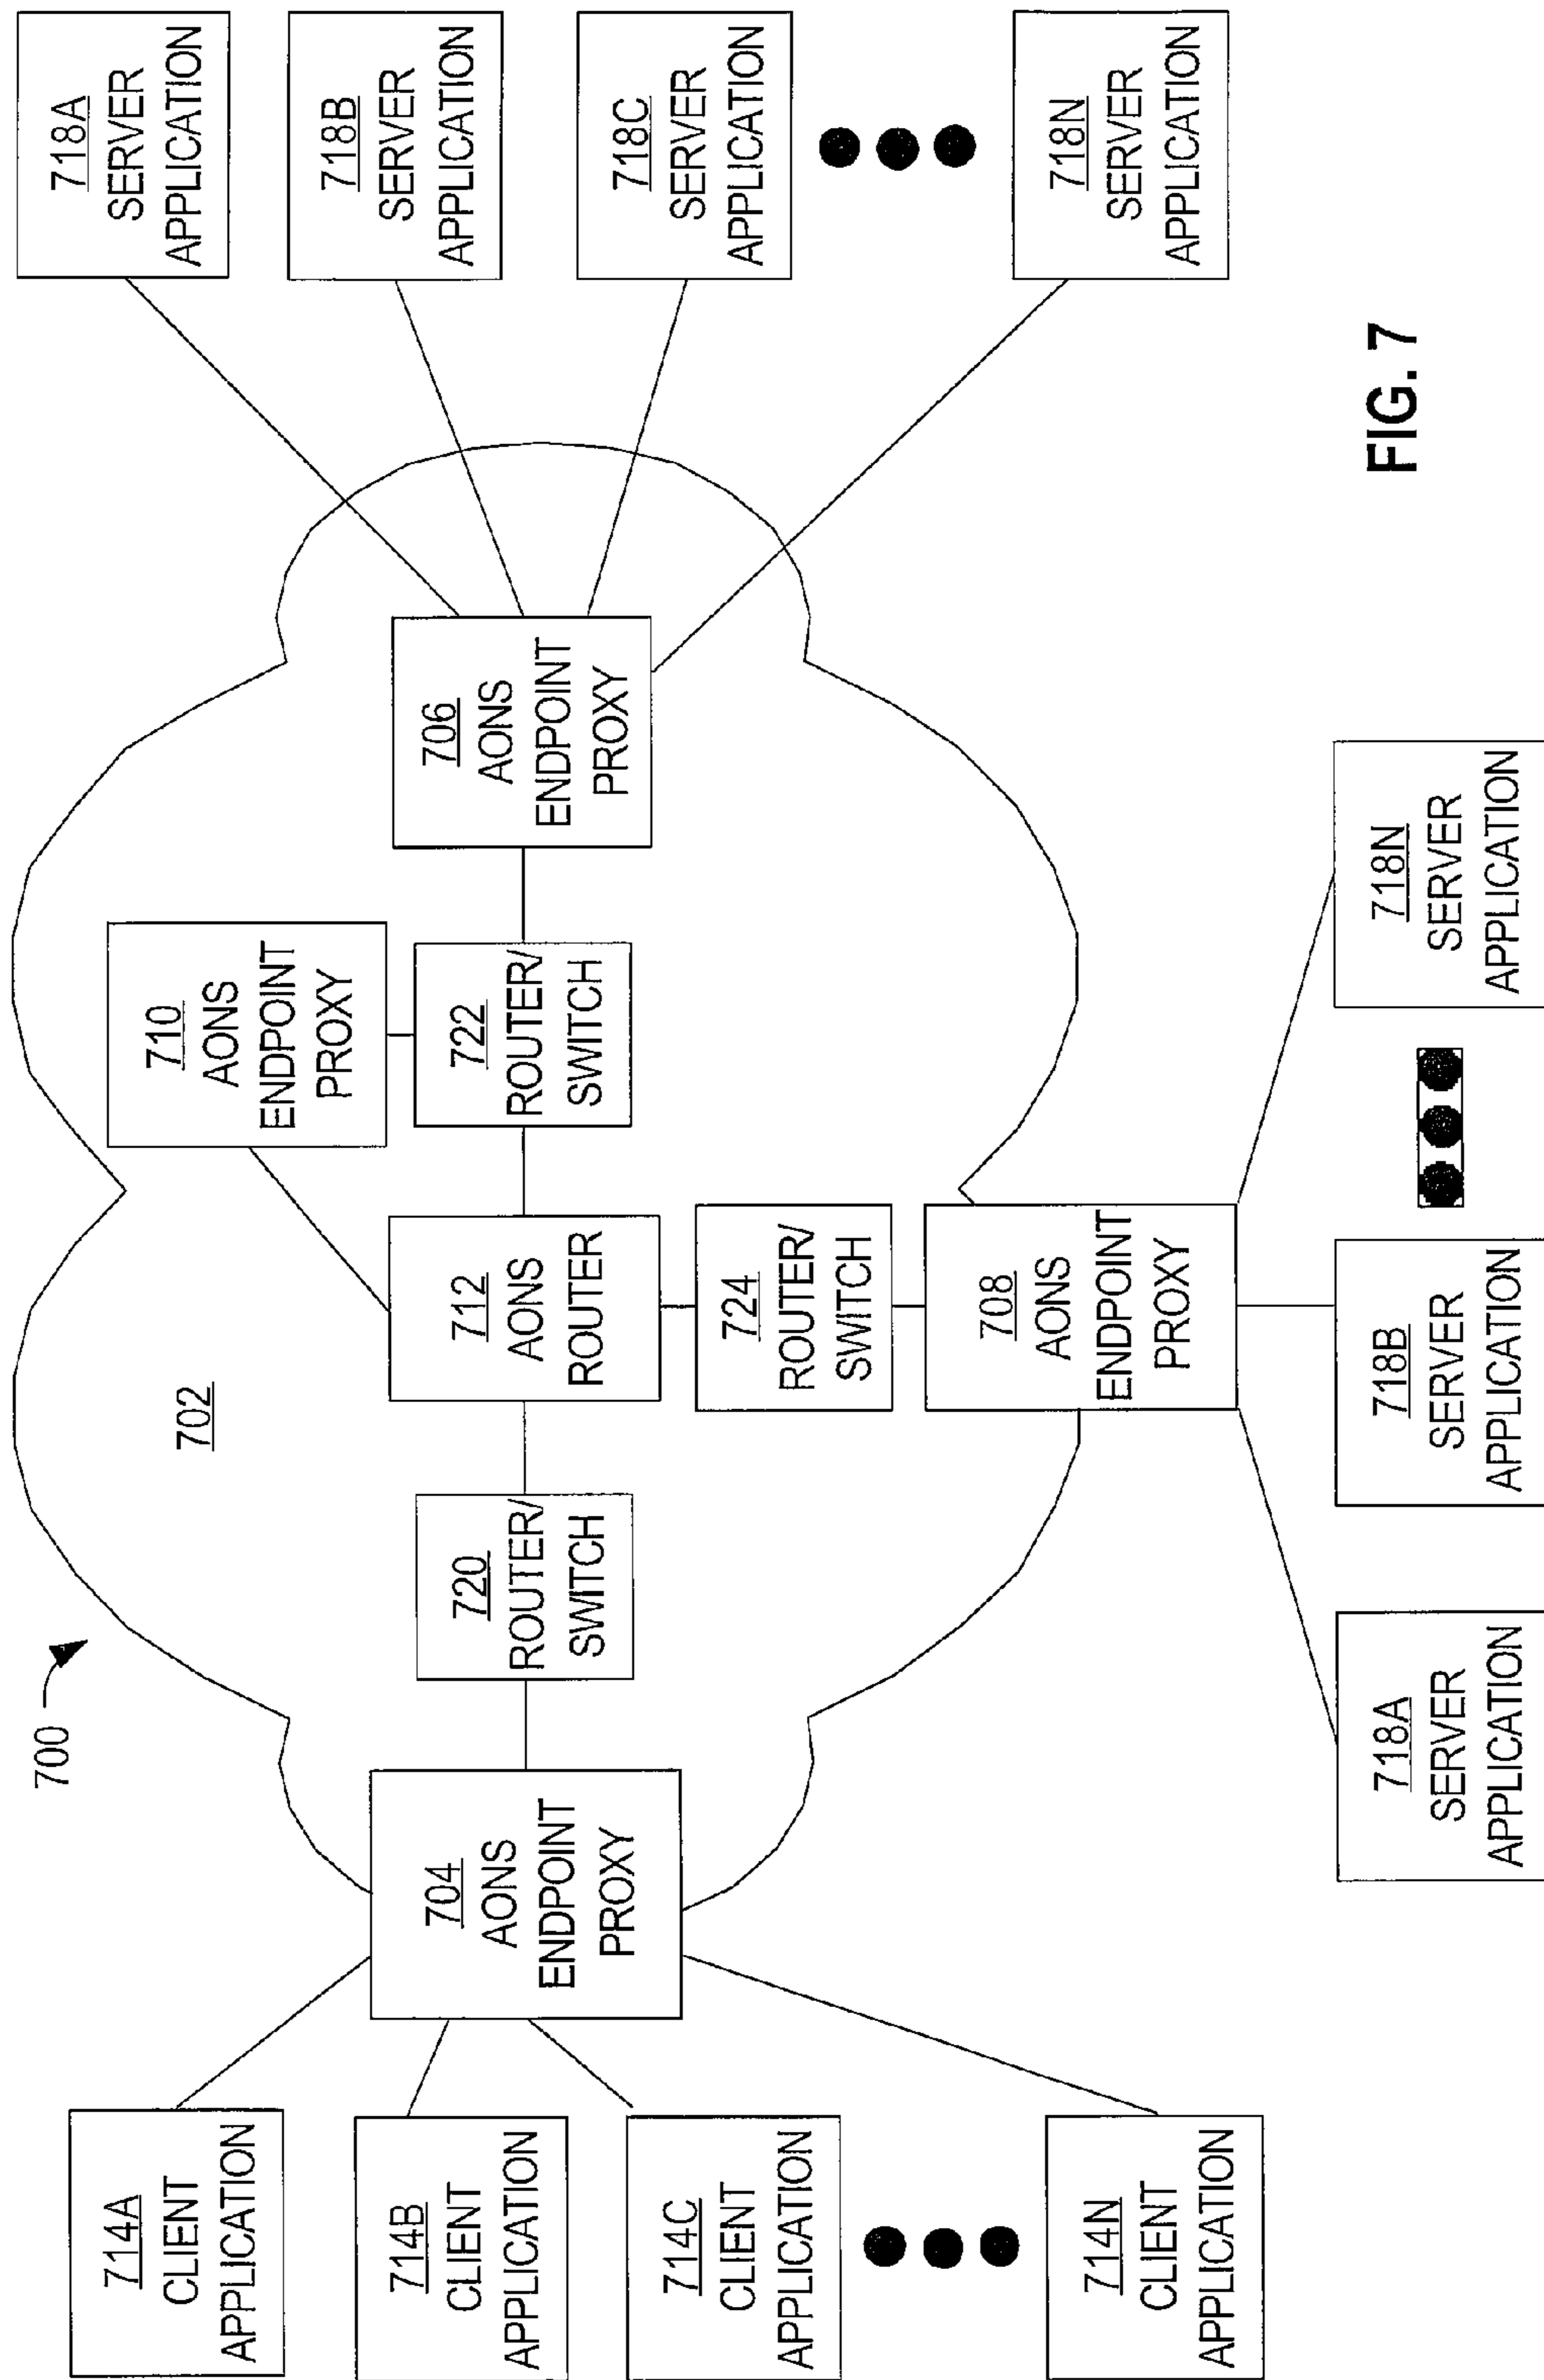 700
702
714A
CLIENT
APPLICATION
714B
CLIENT
APPLICATION
714C
CLIENT
APPLICATION
714N
CLIENT
APPLICATION
704
AONS
ENDPOINT
PROXY
720
ROUTER/
SWITCH
712
AONS
ROUTER
710
AONS
ENDPOINT
PROXY
722
ROUTER/
SWITCH
706
AONS
ENDPOINT
PROXY
724
ROUTER/
SWITCH
708
AONS
ENDPOINT
PROXY
718A
SERVER
APPLICATION
718B
SERVER
APPLICATION
718C
SERVER
APPLICATION
718N
SERVER
APPLICATION
718A
SERVER
APPLICATION
718B
SERVER
APPLICATION
718N
SERVER
APPLICATION
FIG. 7